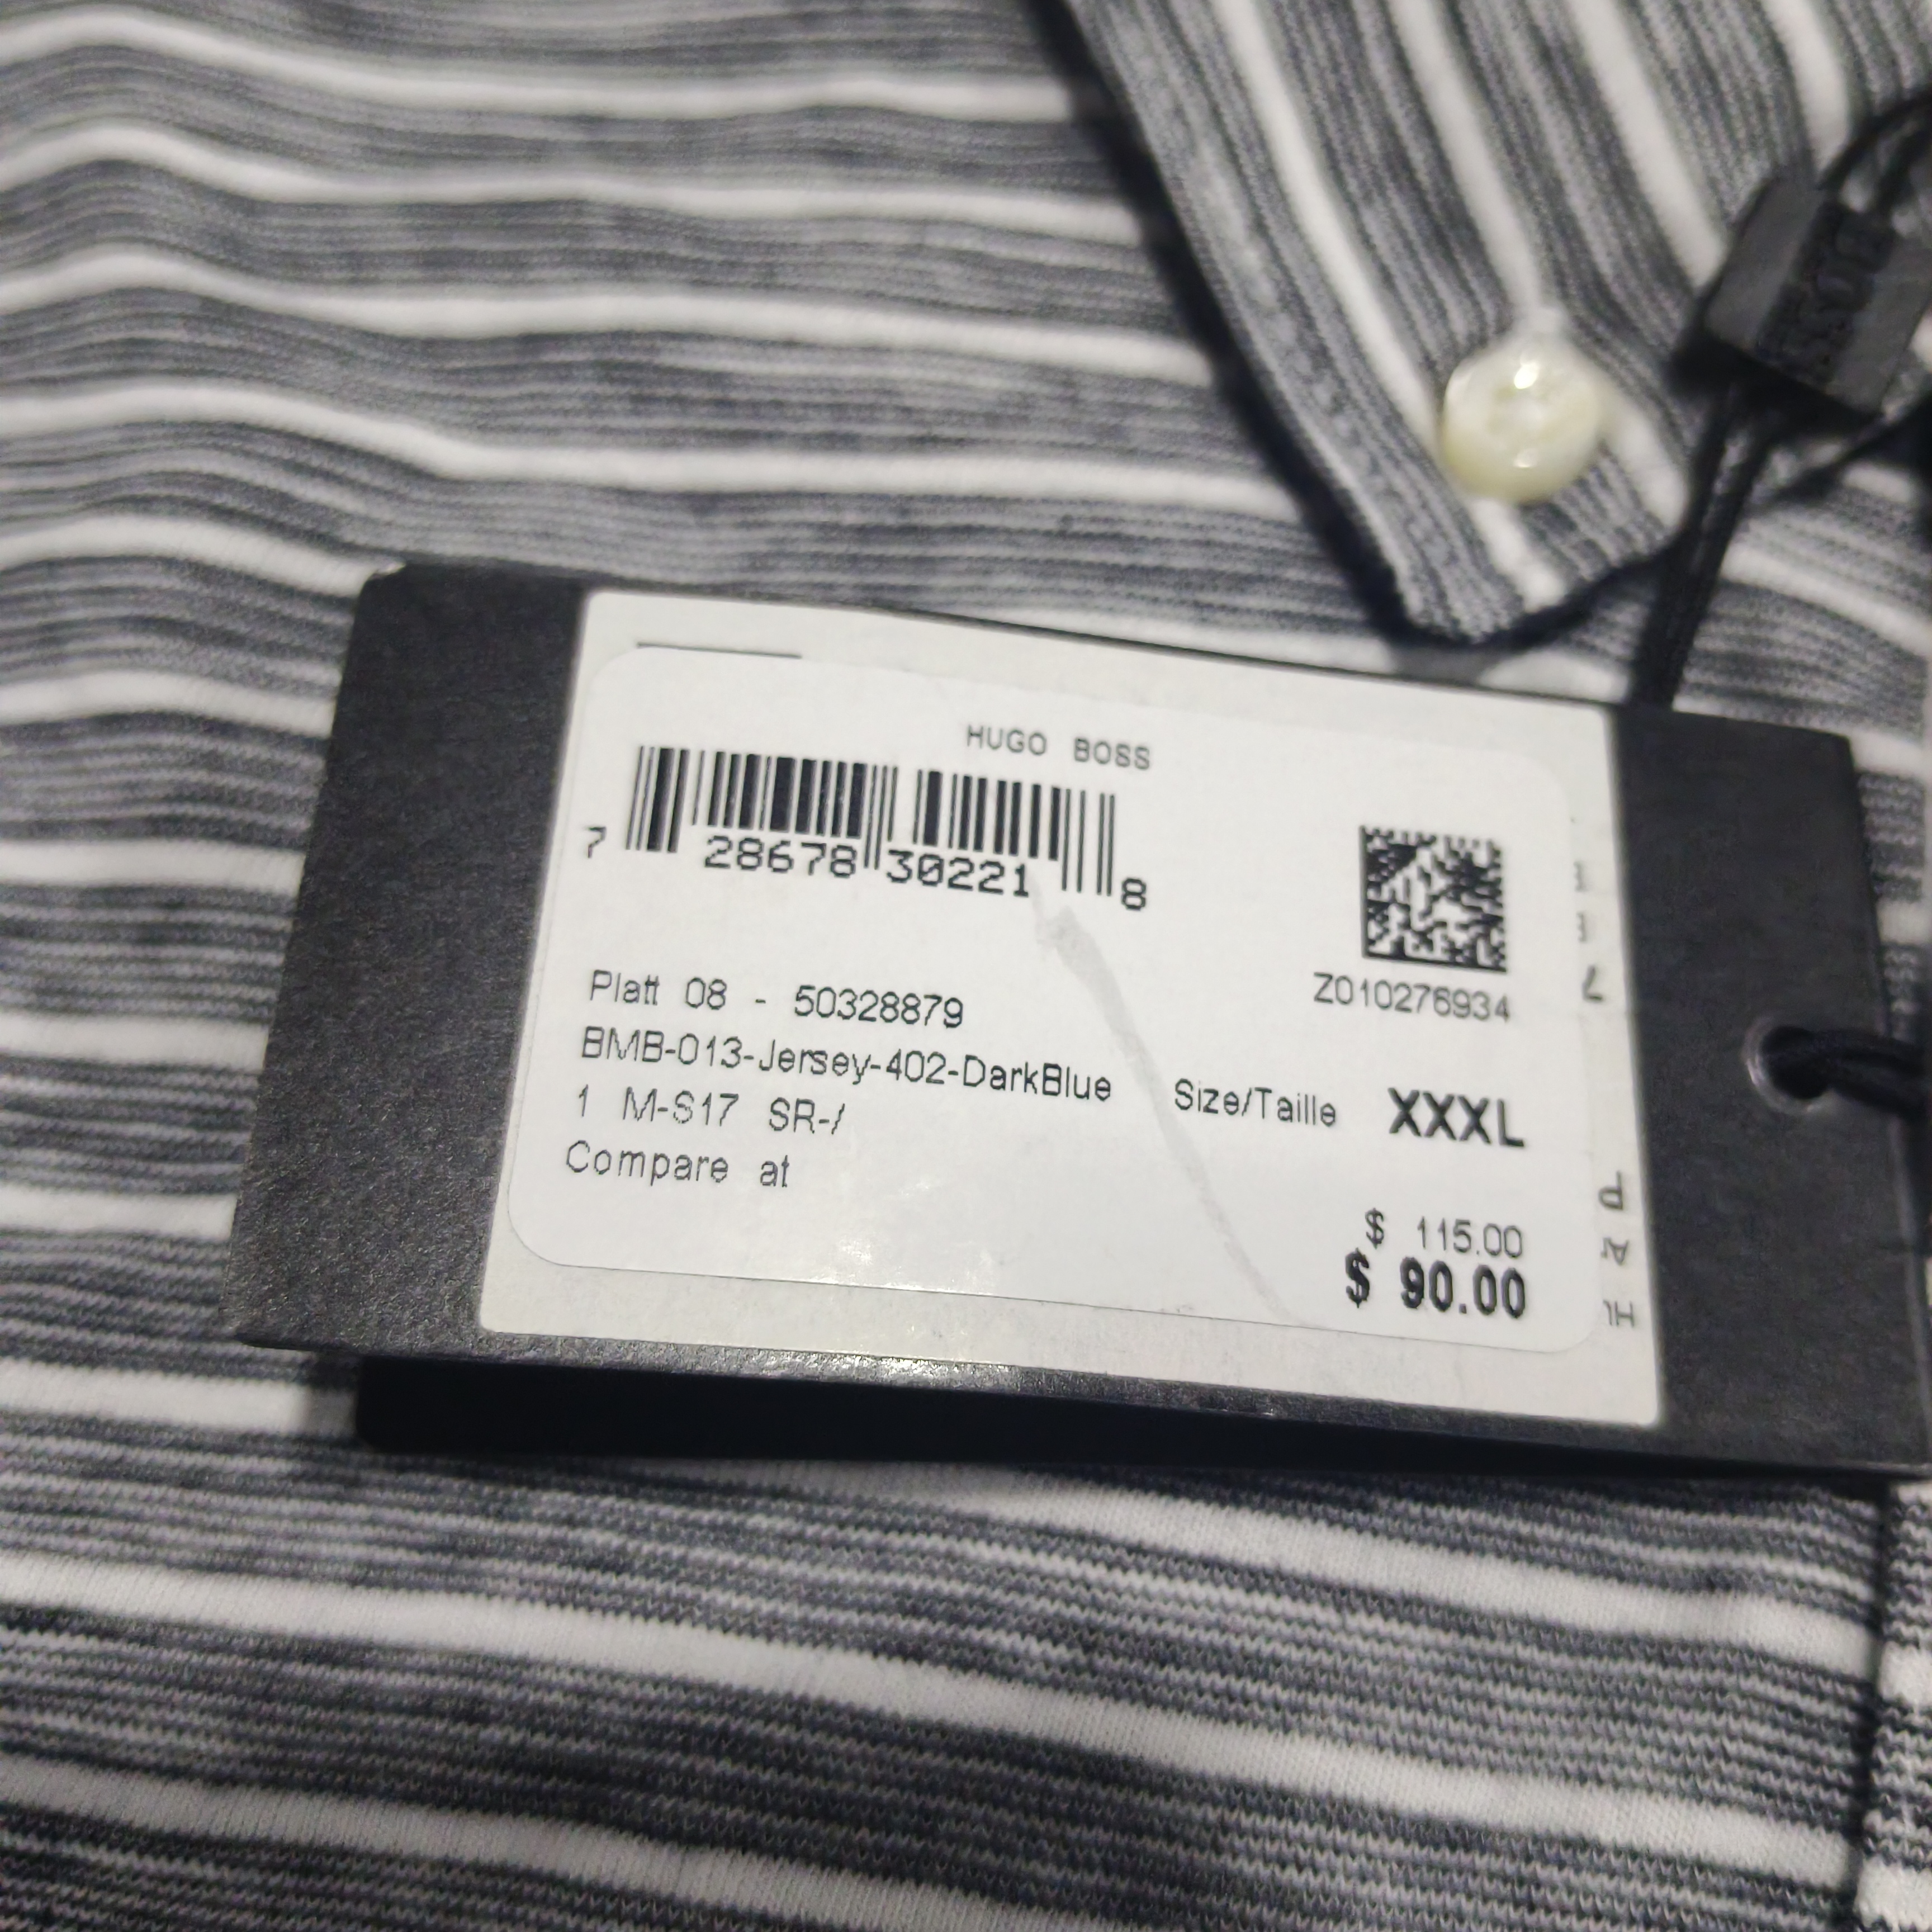 HUGO BOSS
7 28678 30221 8
Z010276934
Platt 08 - 50328879
BMB-013-Jersey-402-DarkBlue
1 M-S17 SR-/
Size/Taille XXXL
Compare at
$ 115.00
$ 90.00